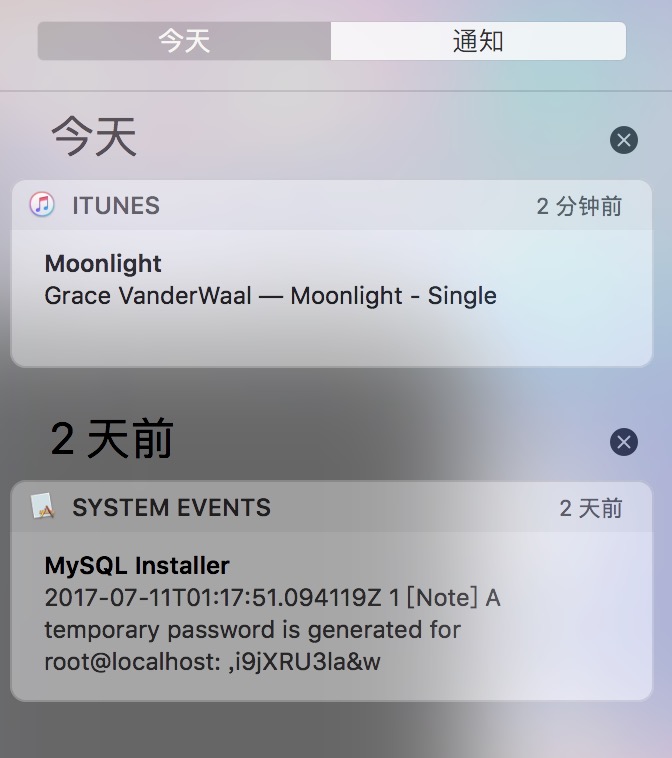 今天 通知
今天
ITUNES 2 分钟前
Moonlight
Grace VanderWaal — Moonlight - Single
2 天前
SYSTEM EVENTS 2 天前
MySQL Installer
2017-07-11T01:17:51.094119Z 1 [Note] A
temporary password is generated for
root@localhost: ,i9jXRU3la&w